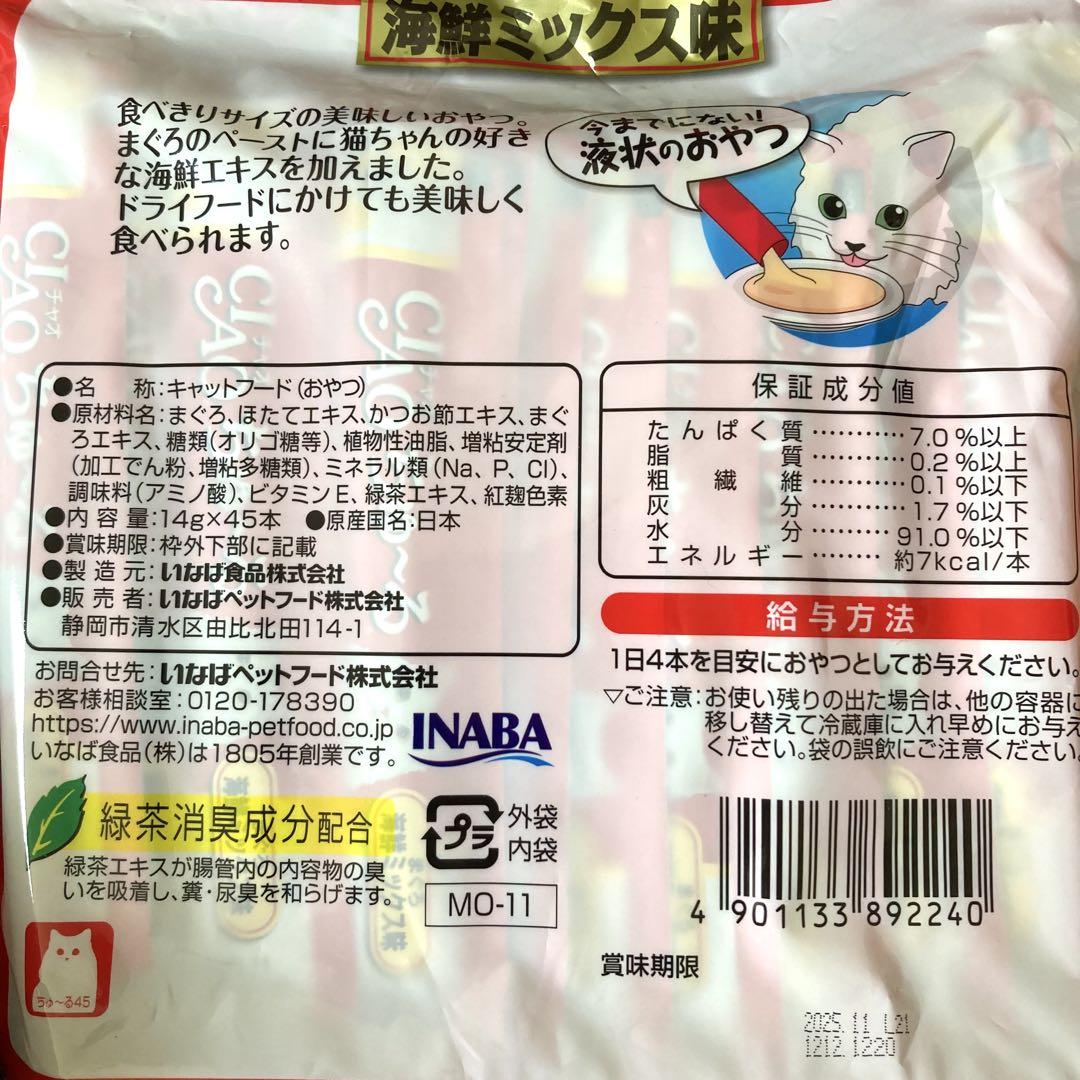 海鮮ミックス味
食べきりサイズの美味しいおやつ。
まぐろのペーストに猫ちゃんの好き
な海鮮エキスを加えました。
ドライフードにかけても美味しく
食べられます。
今までにない!
液状のおやつ
CIAO
チャオ
ちゅ〜る
●名 称:キャットフード(おやつ)
●原材料名:まぐろ、ほたてエキス、かつお節エキス、まぐ
ろエキス、糖類(オリゴ糖等)、植物性油脂、増粘安定剤
(加工でん粉、増粘多糖類)、ミネラル類(Na、P、Cl)、
調味料(アミノ酸)、ビタミンE、緑茶エキス、紅麹色素
●内 容 量:14g×45本 ●原産国名:日本
●賞味期限:枠外下部に記載
●製 造 元:いなば食品株式会社
●販 売 者:いなばペットフード株式会社
静岡市清水区由比北田114-1
お問合せ先:いなばペットフード株式会社
お客様相談室:0120-178390
https://www.inaba-petfood.co.jp
いなば食品(株)は1805年創業です。
INABA
緑茶消臭成分配合
緑茶エキスが腸管内の内容物の臭
いを吸着し、糞・尿臭を和らげます。
プラ
外袋
内袋
MO-11
ちゅ〜る45
保証成分値
たんぱく質…………7.0%以上
脂 質…………0.2%以上
粗 繊 維…………0.1%以下
灰 分…………1.7%以下
水 分…………91.0%以下
エネルギー………約7kcal/本
給与方法
1日4本を目安におやつとしてお与えください。
▽ご注意:お使い残りの出た場合は、他の容器に
移し替えて冷蔵庫に入れ早めにお与え
ください。袋の誤飲にご注意ください。
4 901133 892240
賞味期限
2025.11 L21
1212 1220